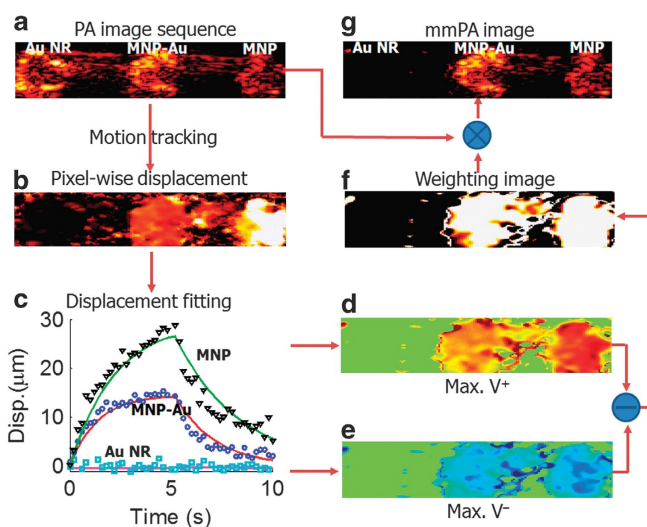 a PA image sequence
Au NR MNP-Au MNP
Motion tracking
b Pixel-wise displacement
c Displacement fitting
Disp.(μm)
30
20
10
0
MNP
MNP-Au
Au NR
0 5 10
Time (s)
g mmPA image
Au NR MNP-Au MNP
f Weighting image
d
Max. V⁺
e
Max. V⁻